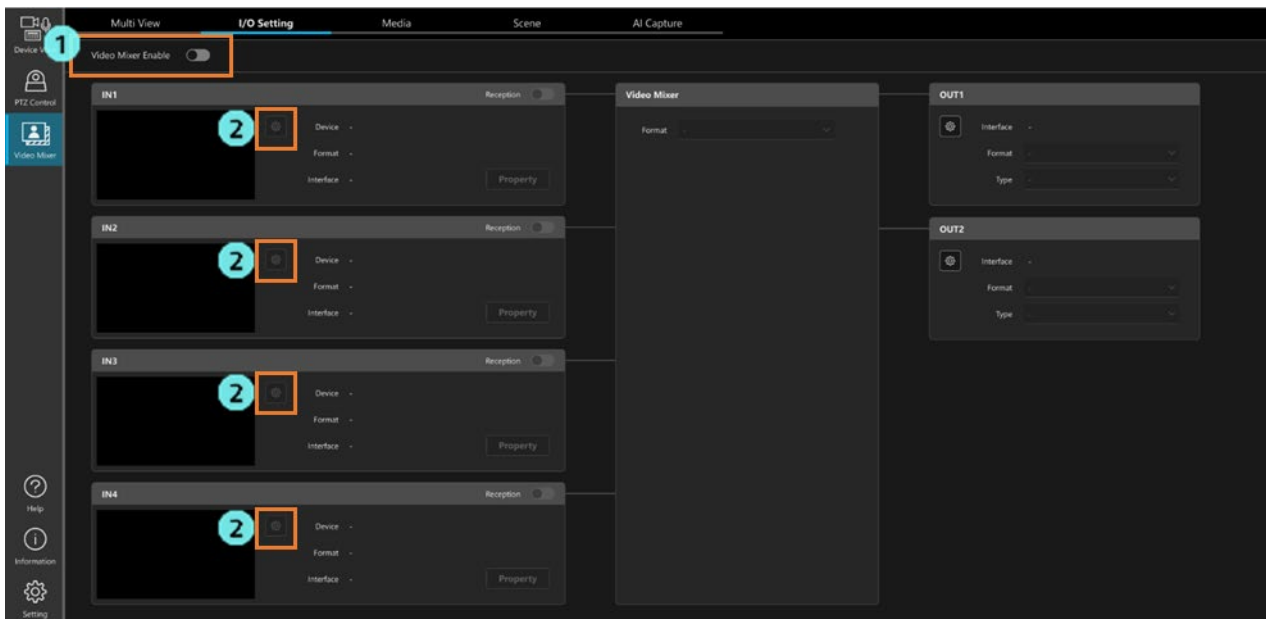 Multi View I/O Setting Media Scene AI Capture
Device
1
Video Mixer Enable
PTZ Control
Video Mixer
Help
Information
Setting
IN1 Reception
2
Device -
Format -
Interface - Property
IN2 Reception
2
Device -
Format -
Interface - Property
IN3 Reception
2
Device -
Format -
Interface - Property
IN4 Reception
2
Device -
Format -
Interface - Property
Video Mixer
Format -
OUT1
Interface -
Format -
Type -
OUT2
Interface -
Format -
Type -